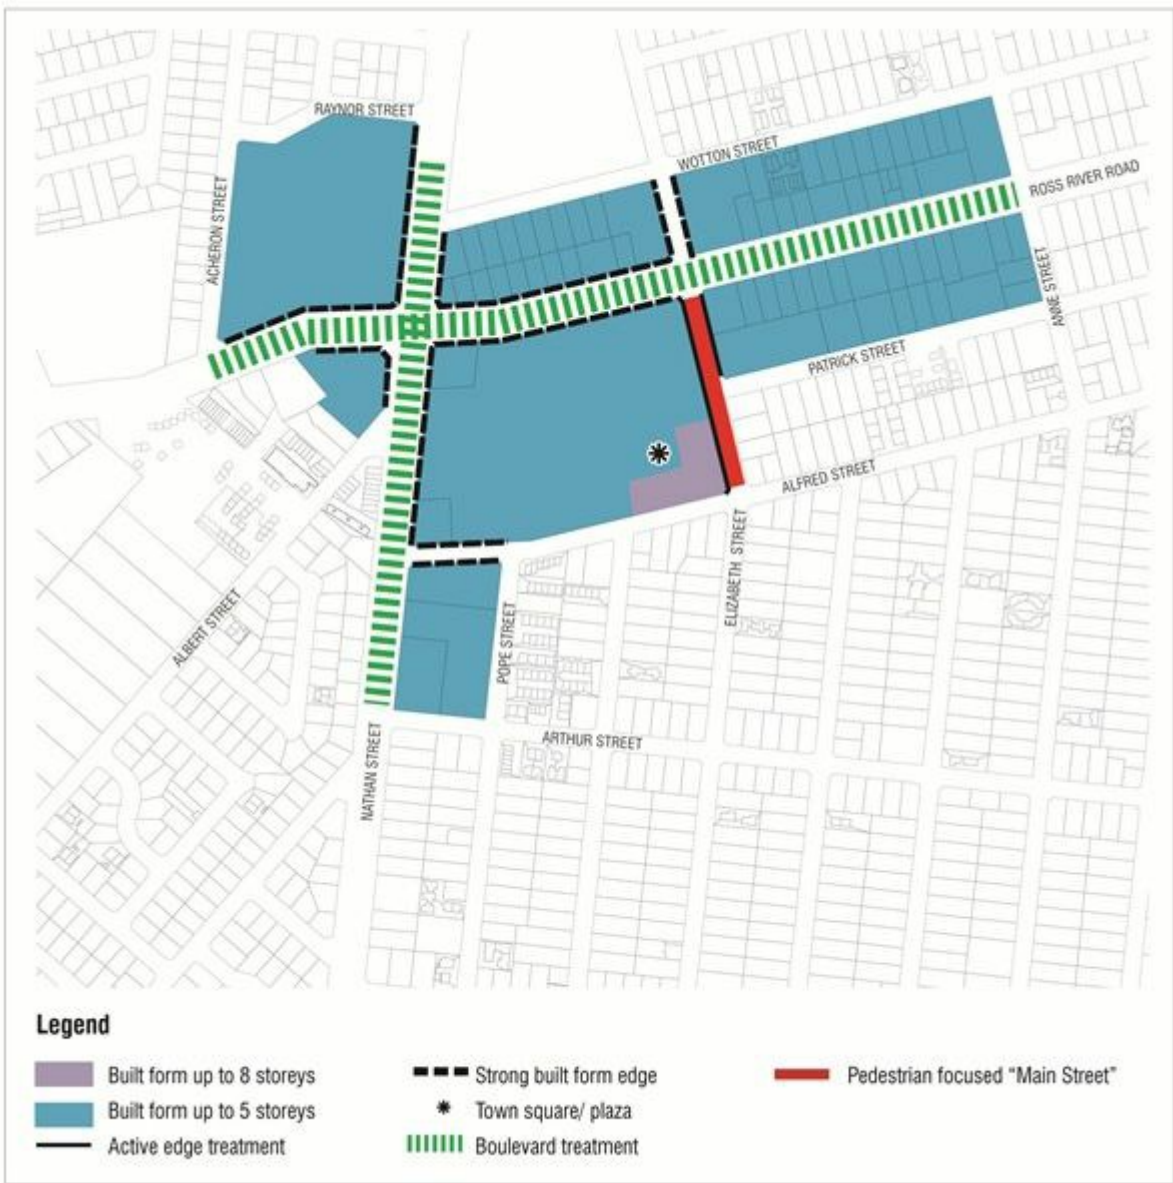 RAYNOR STREET
WOTTON STREET
ROSS RIVER ROAD
ACHERON STREET
ANNE STREET
PATRICK STREET
ALFRED STREET
ELIZABETH STREET
ALBERT STREET
POPE STREET
ARTHUR STREET
NATHAN STREET
Legend
Built form up to 8 storeys
Strong built form edge
Pedestrian focused “Main Street”
Built form up to 5 storeys
Town square/ plaza
Active edge treatment
Boulevard treatment